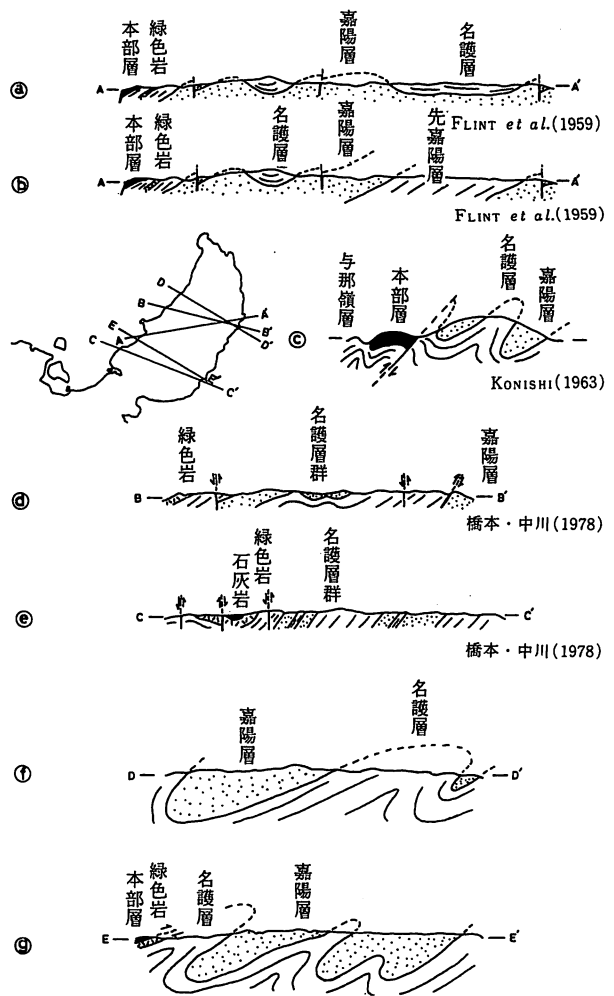 本部層 緑色岩 嘉陽層 名護層
ⓐ A A′
FLINT et al.(1959)
本部層 緑色岩 名護層 嘉陽層 先嘉陽層
ⓑ A A′
FLINT et al.(1959)
D
B
E
C A
A′
B′
D′
E′
C′
与那嶺層 本部層 名護層 嘉陽層
ⓒ
KONISHI(1963)
緑色岩 名護層群 嘉陽層
ⓓ B B′
橋本・中川(1978)
石灰岩 緑色岩 名護層群
ⓔ C C′
橋本・中川(1978)
嘉陽層 名護層
ⓕ D D′
本部層 緑色岩 名護層 嘉陽層
ⓖ E E′